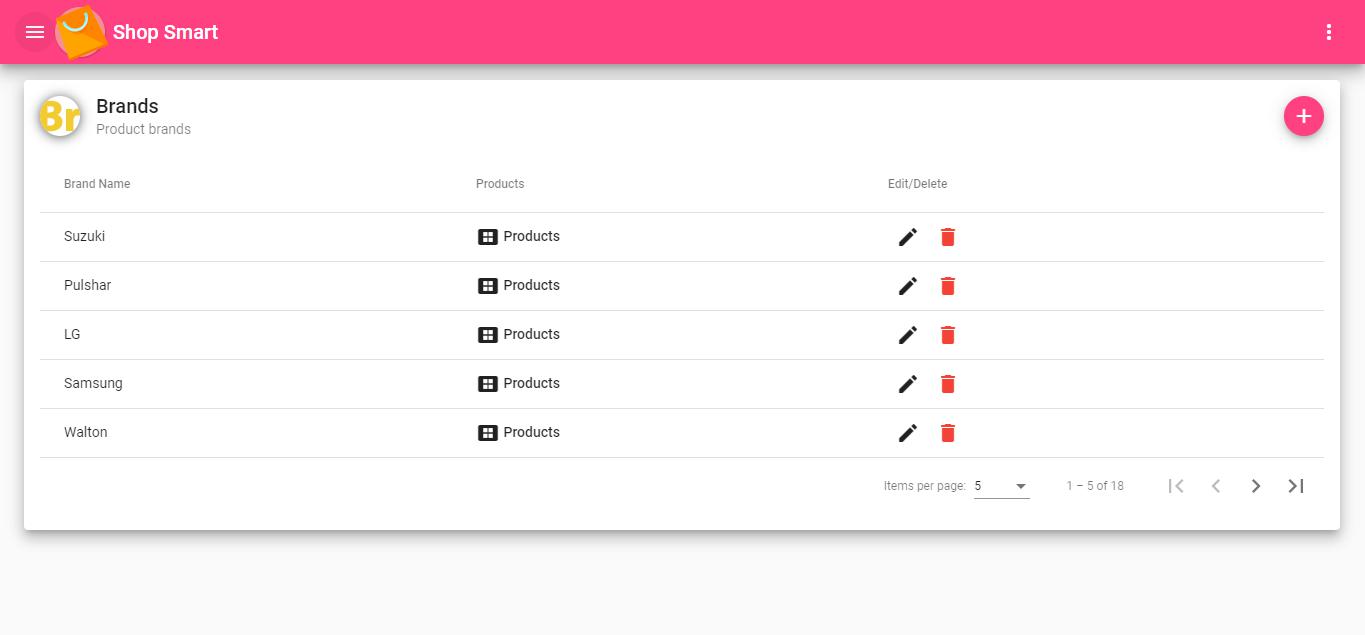 Shop Smart
Br
Brands
Product brands
Brand Name Products Edit/Delete
Suzuki Products
Pulshar Products
LG Products
Samsung Products
Walton Products
Items per page: 5 1 – 5 of 18